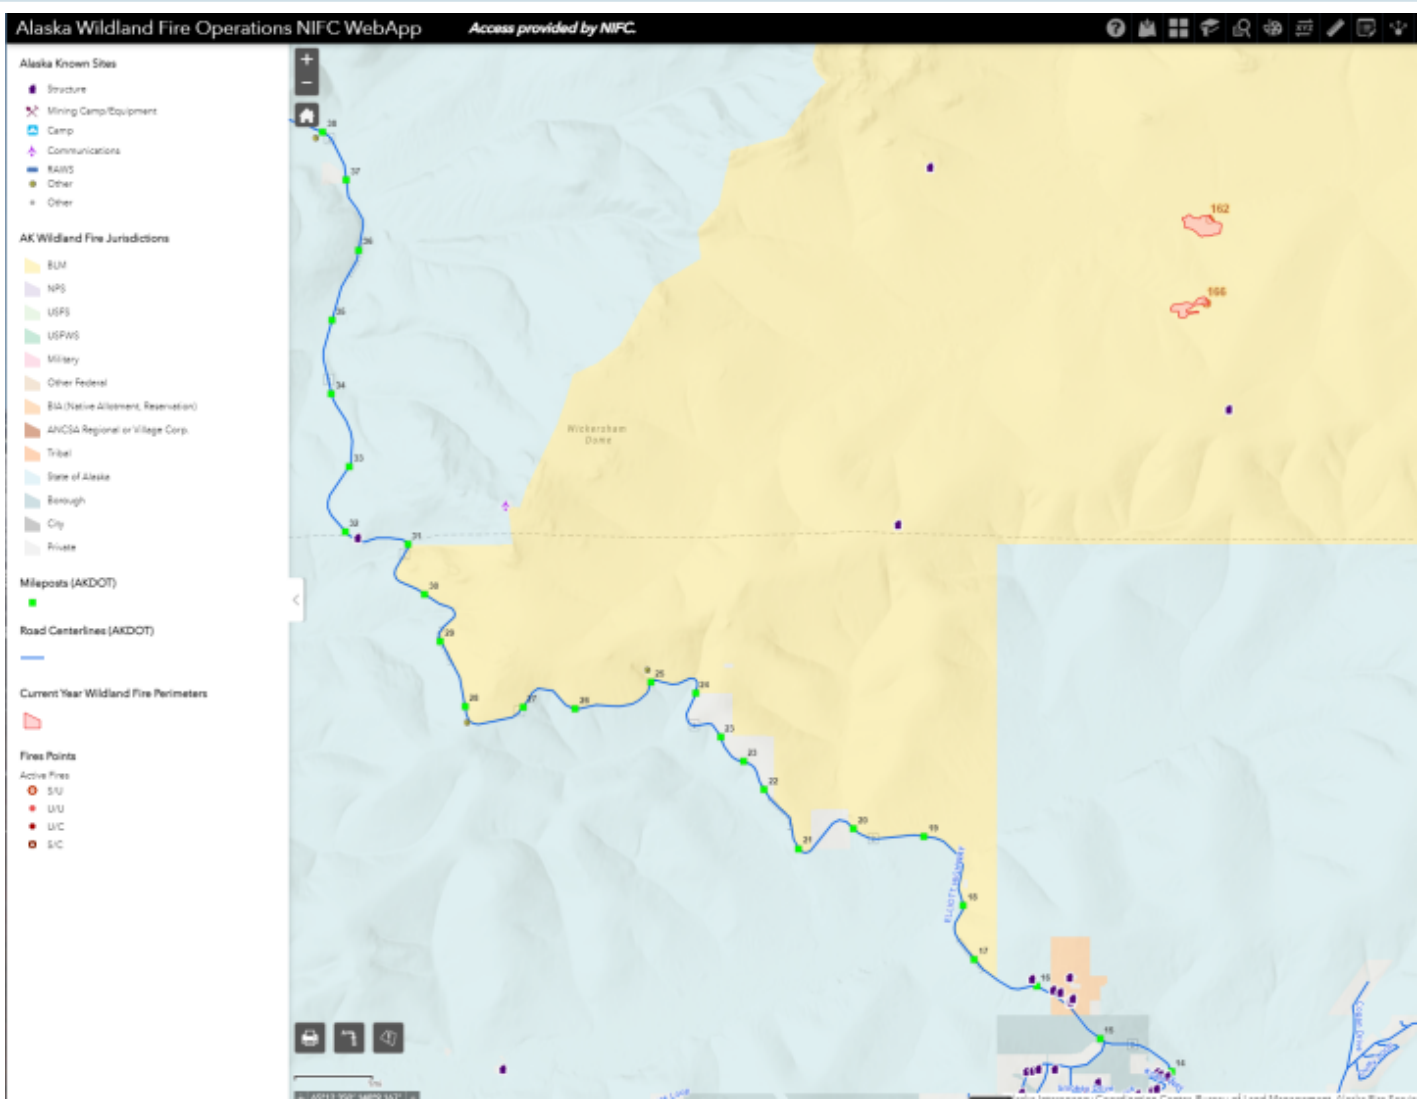 Alaska Wildland Fire Operations NIFC WebApp
Access provided by NIFC.
Alaska Known Sites
Structure
Mining Camp/Equipment
Camp
Communications
RAWS
Other
Other
AK Wildland Fire Jurisdictions
BLM
NPS
USFS
USFWS
Military
Other Federal
BIA (Native Allotment, Reservation)
ANCSA Regional or Village Corp.
Tribal
State of Alaska
Borough
City
Private
Mileposts (AKDOT)
Road Centerlines (AKDOT)
Current Year Wildland Fire Perimeters
Fires Points
Active Fires
S/U
U/U
U/C
S/C
38
37
36
35
34
33
32
31
30
29
28
27
26
9
25
24
23
23
22
21
20
19
18
17
16
15
14
162
166
Wickersham
Dome
ELLIOTT HIGHWAY